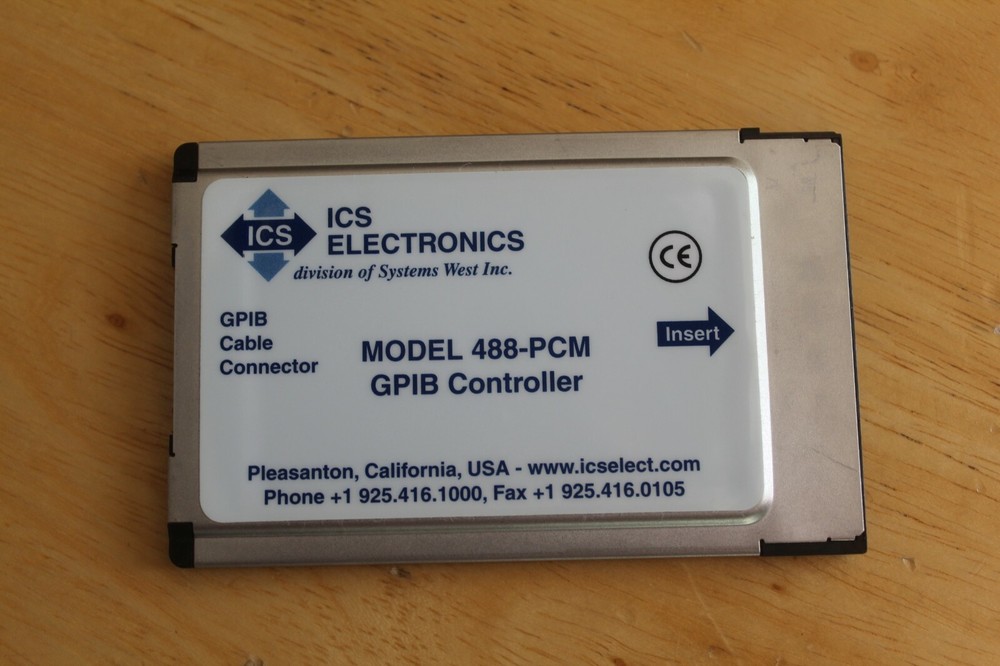 ICS
ICS
ELECTRONICS
division of Systems West Inc.
CE
GPIB
Cable
Connector
MODEL 488-PCM
GPIB Controller
Insert
Pleasanton, California, USA - www.icselect.com
Phone +1 925.416.1000, Fax +1 925.416.0105